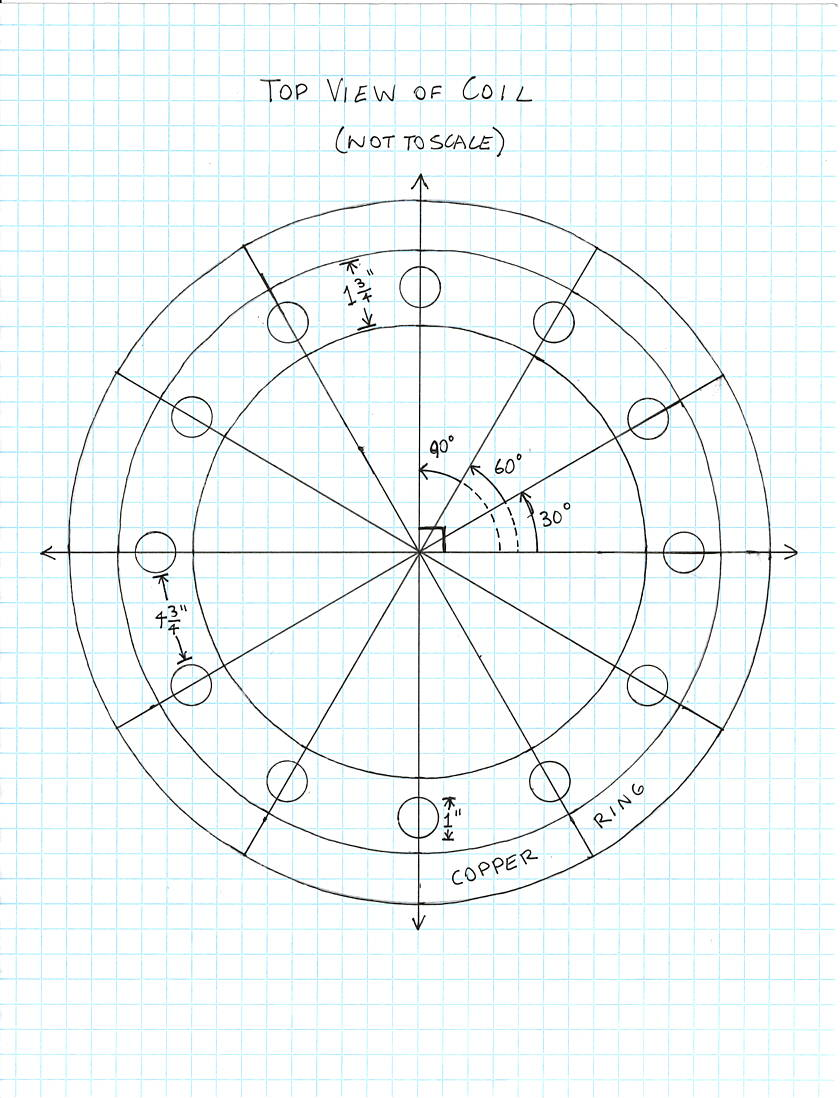 TOP VIEW OF COIL
(NOT TO SCALE)
1 3/4"
90°
60°
30°
4 3/4"
1"
COPPER RING